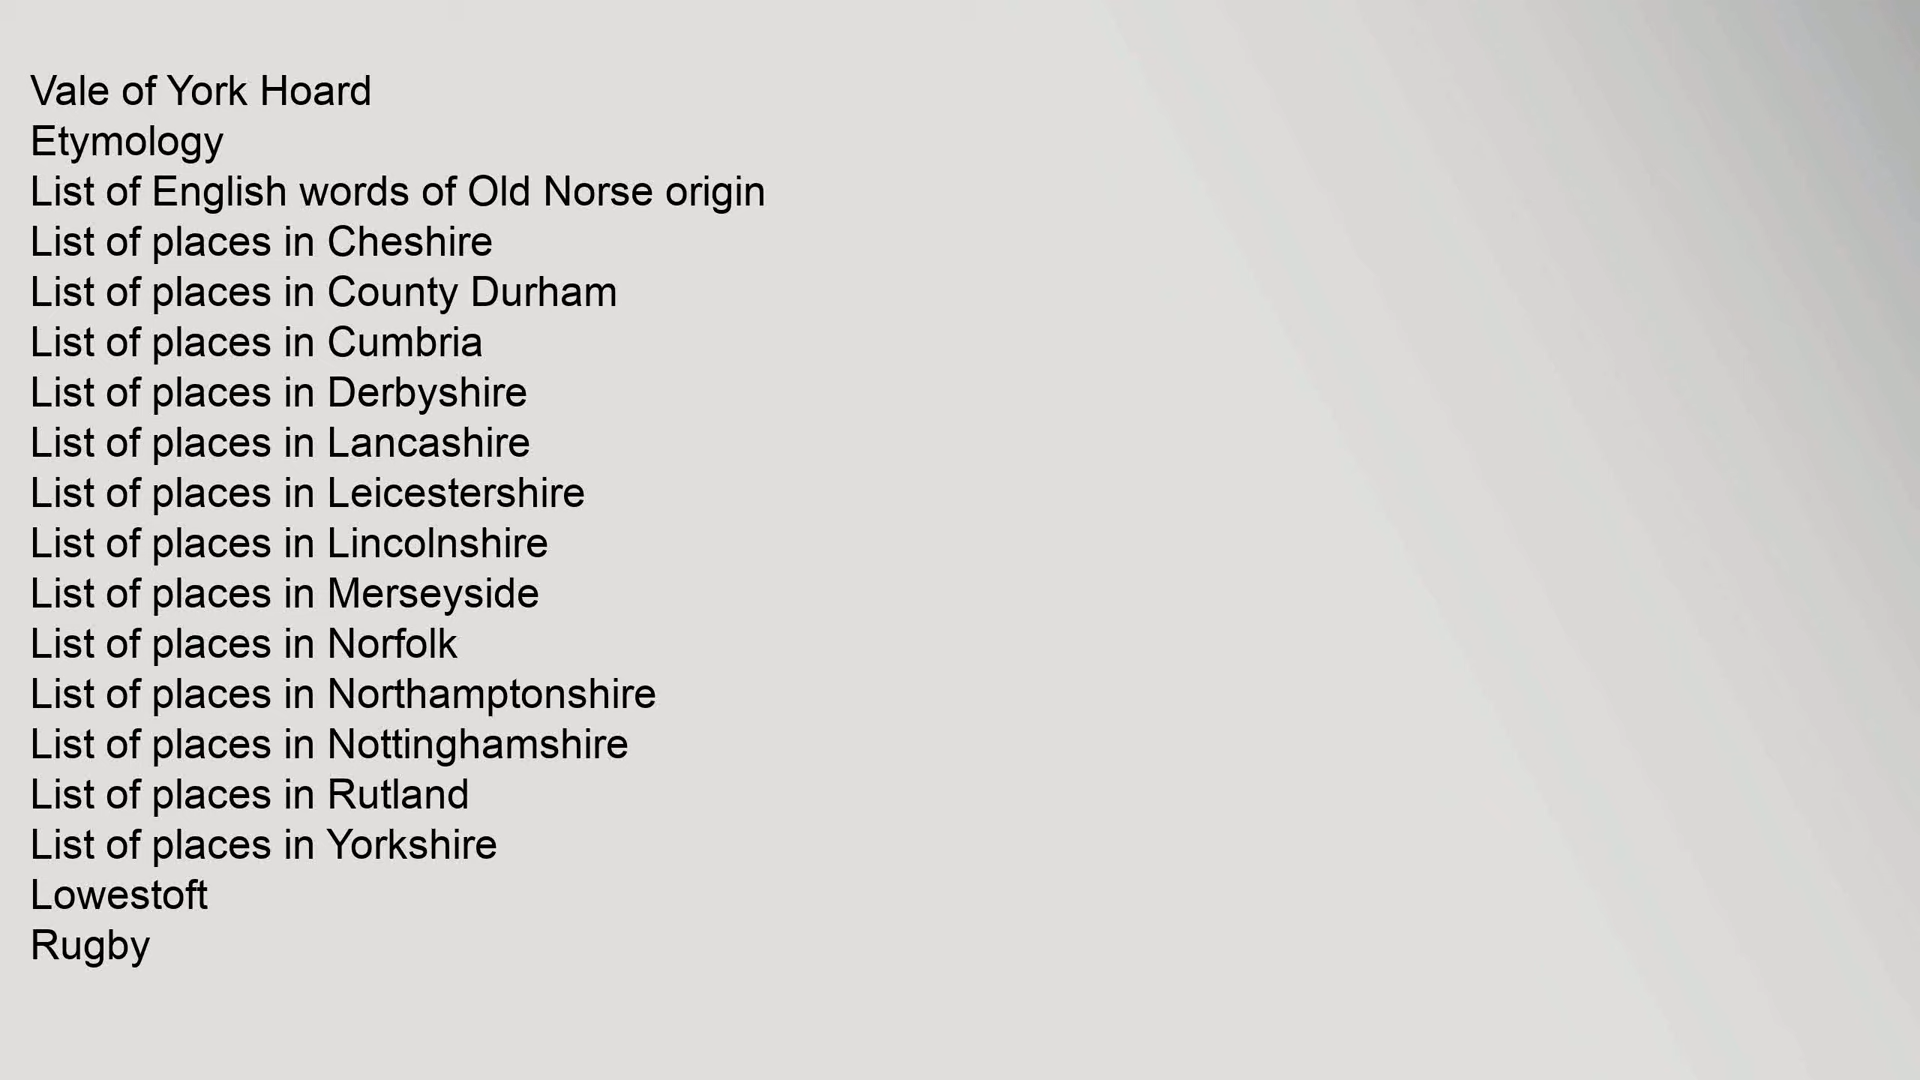 Vale of York Hoard
Etymology
List of English words of Old Norse origin
List of places in Cheshire
List of places in County Durham
List of places in Cumbria
List of places in Derbyshire
List of places in Lancashire
List of places in Leicestershire
List of places in Lincolnshire
List of places in Merseyside
List of places in Norfolk
List of places in Northamptonshire
List of places in Nottinghamshire
List of places in Rutland
List of places in Yorkshire
Lowestoft
Rugby